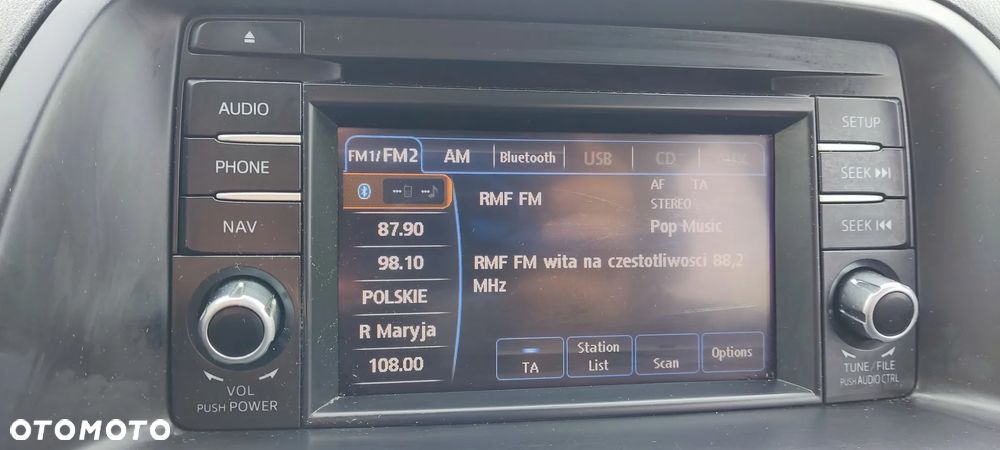 AUDIO
PHONE
NAV
VOL
PUSH POWER
FM1/FM2 AM Bluetooth USB CD
87.90
98.10
POLSKIE
R Maryja
108.00
RMF FM
AF TA
STEREO
Pop Music
RMF FM wita na czestotliwosci 88,2
MHz
TA
Station
List
Scan
Options
SETUP
SEEK
SEEK
TUNE / FILE
PUSH AUDIO CTRL
OTOMOTO